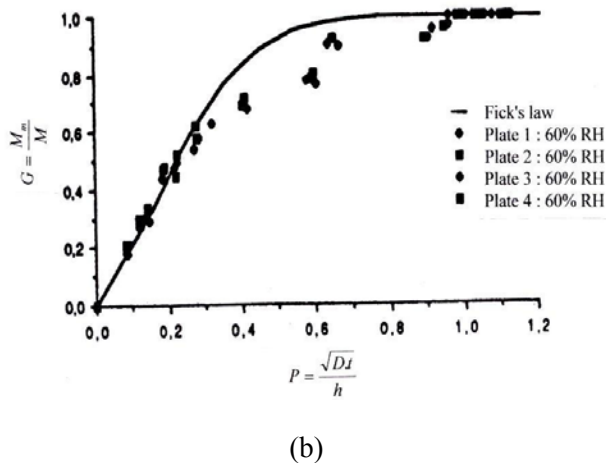 1,0
0,8
0,6
0,4
0,2
0,0
G = M_m / M
0,0 0,2 0,4 0,6 0,8 1,0 1,2
P = √D.t / h
Fick's law
Plate 1 : 60% RH
Plate 2 : 60% RH
Plate 3 : 60% RH
Plate 4 : 60% RH
(b)